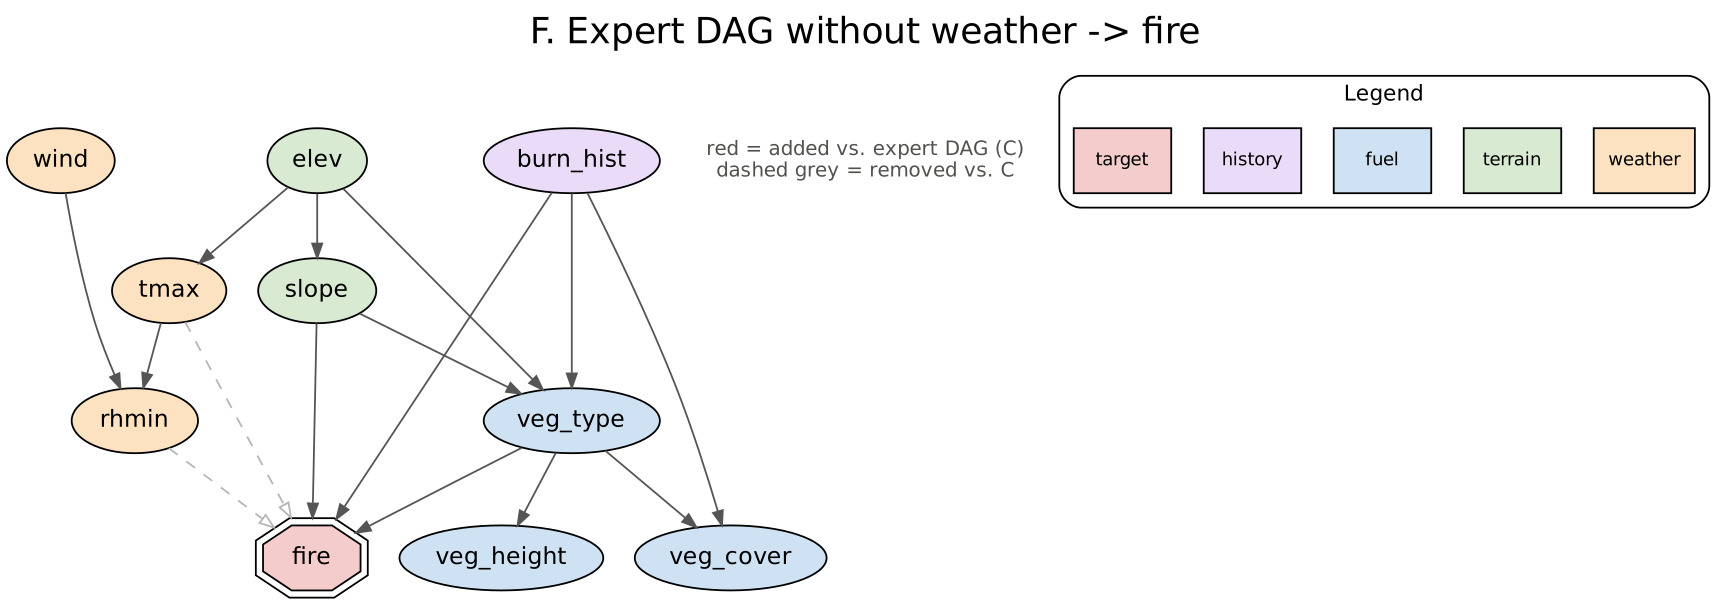 F. Expert DAG without weather -> fire
Legend
wind
elev
burn_hist
red = added vs. expert DAG (C)
dashed grey = removed vs. C
target
history
fuel
terrain
weather
tmax
slope
rhmin
veg_type
fire
veg_height
veg_cover